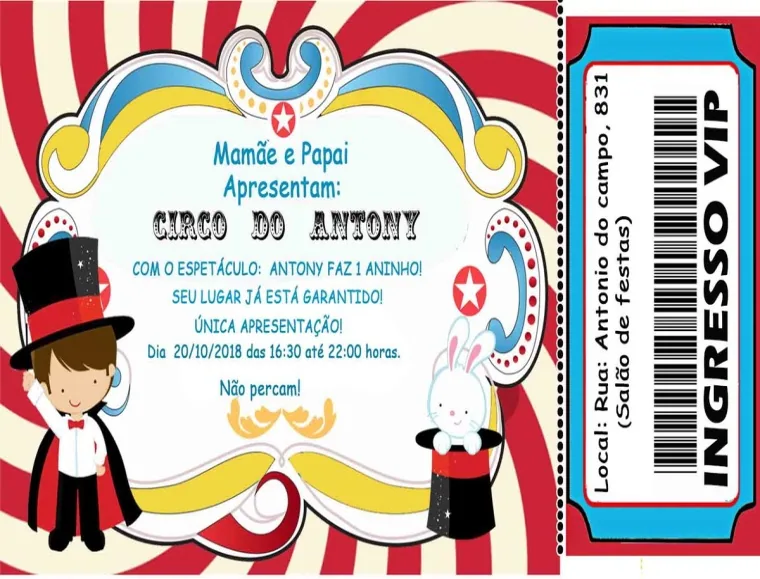 Mamãe e Papai
Apresentam:
CIRCO DO ANTONY
COM O ESPETÁCULO: ANTONY FAZ 1 ANINHO!
SEU LUGAR JÁ ESTÁ GARANTIDO!
ÚNICA APRESENTAÇÃO!
Dia 20/10/2018 das 16:30 até 22:00 horas.
Não percam!
Local: Rua: Antonio do campo, 831
(Salão de festas)
INGRESSO VIP